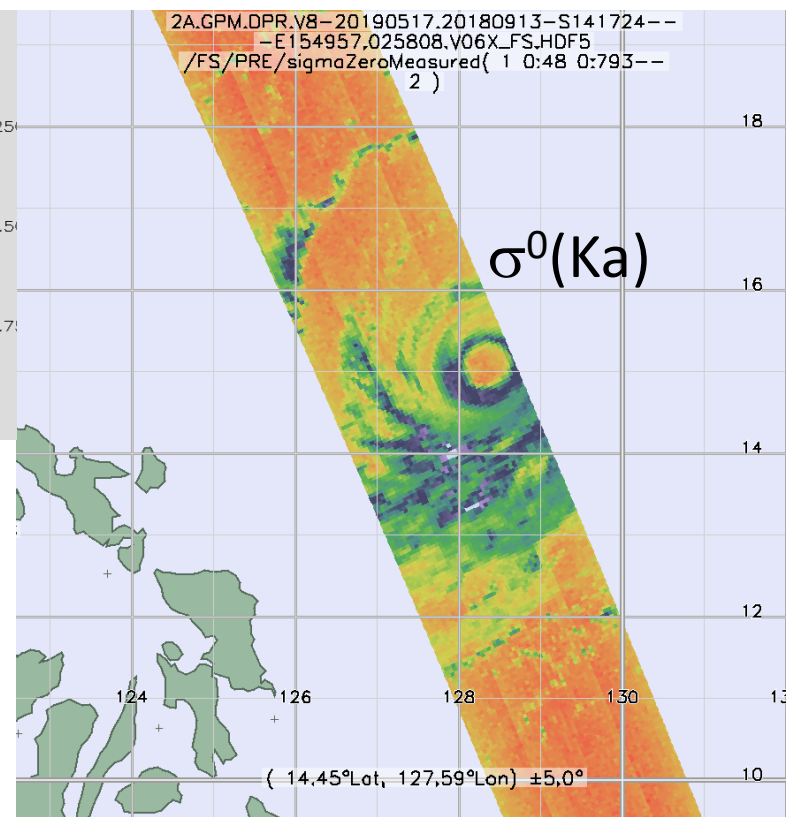 2A.GPM.DPR.V8-20190517.20180913-S141724--
-E154957.025808.V06X_FS.HDF5
/FS/PRE/sigmaZeroMeasured( 1 0:48 0:793--
2 )
18
σ⁰(Ka)
16
14
12
124 126 128 130
10
( 14.45°Lat, 127.59°Lon) ±5.0°